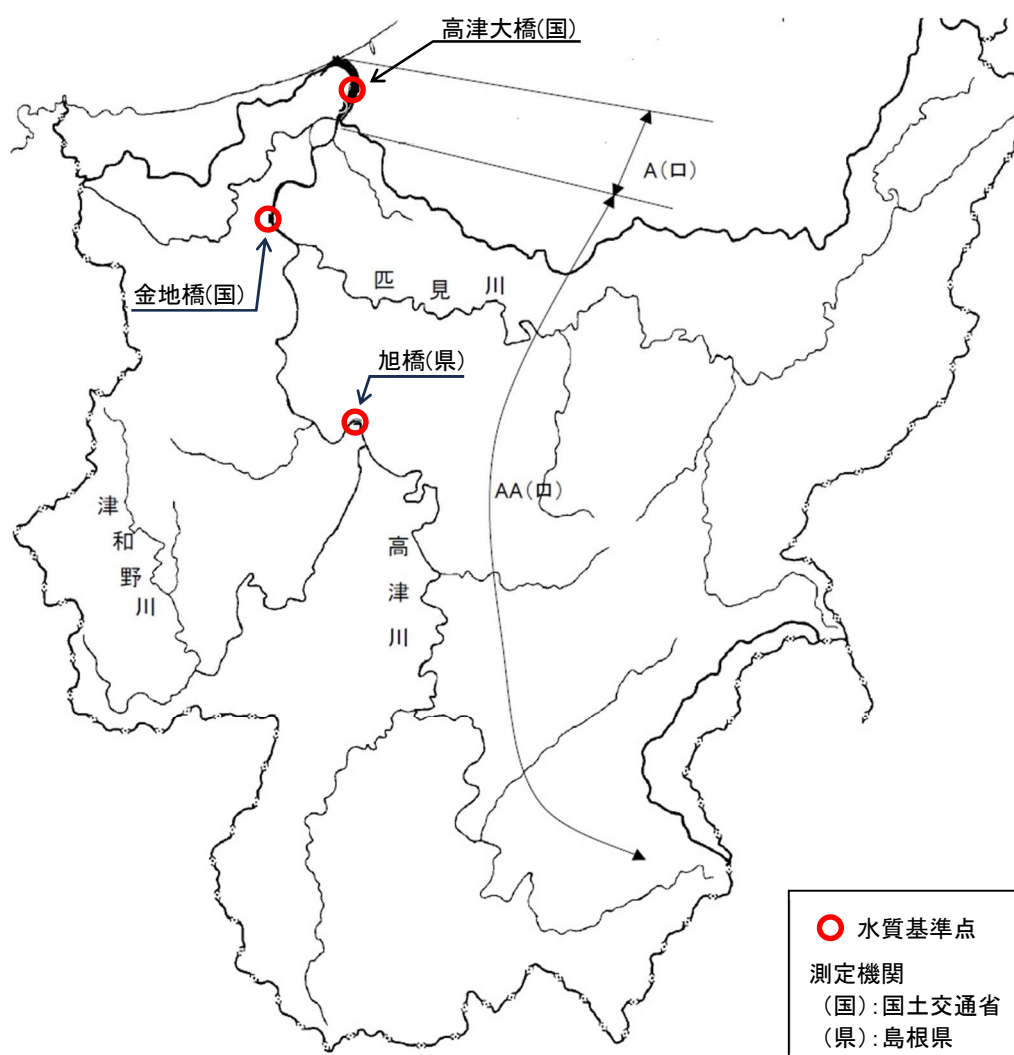 高津大橋(国)
A(ロ)
金地橋(国)
匹見川
旭橋(県)
AA(ロ)
津和野川
高津川
水質基準点
測定機関
(国):国土交通省
(県):島根県